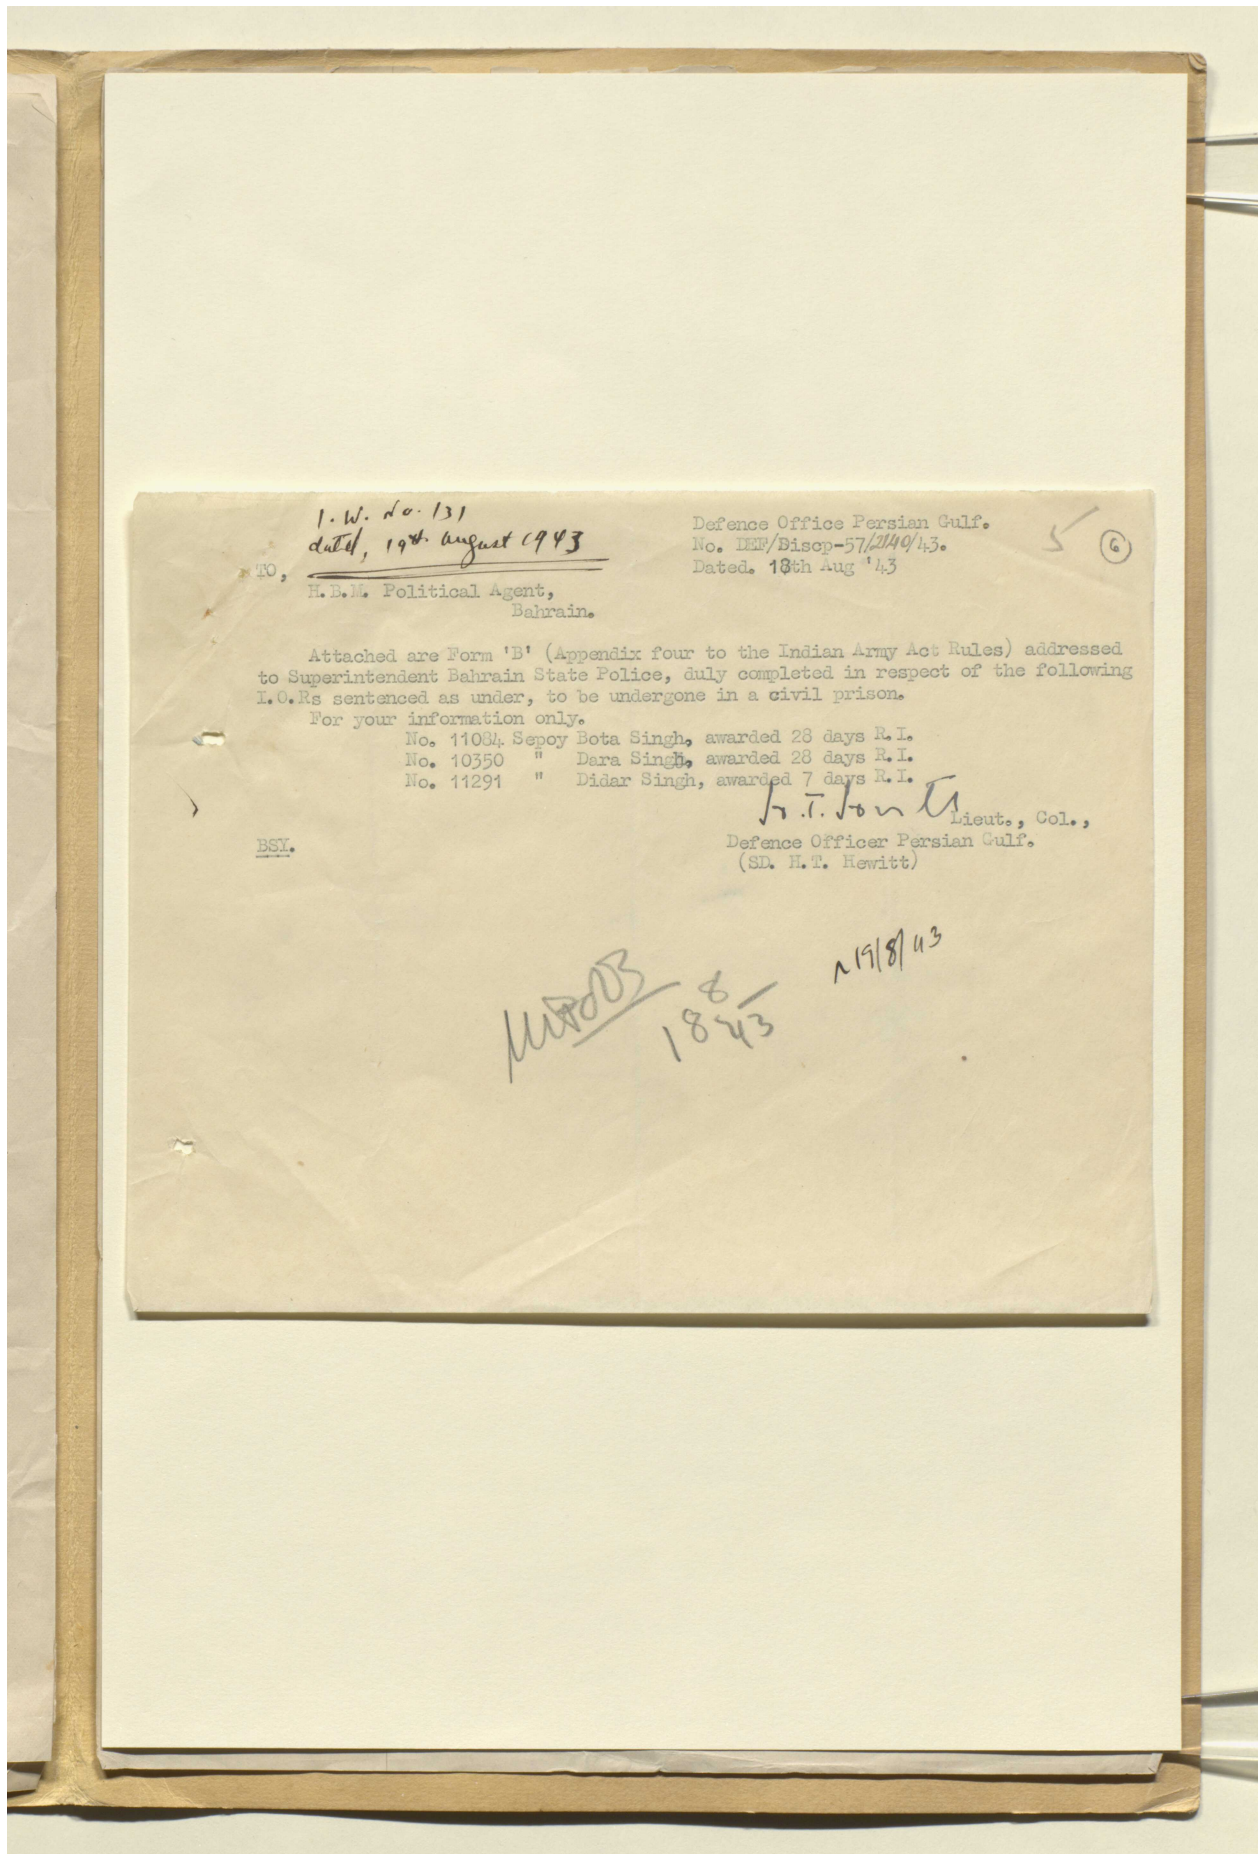 I. W. No. 131
dated, 19th. august 1943
Defence Office Persian Gulf.
No. DEF/Discp-57/2140/43.
Dated. 18th Aug '43
5
6
TO,
H.B.M. Political Agent,
Bahrain.
Attached are Form 'B' (Appendix four to the Indian Army Act Rules) addressed
to Superintendent Bahrain State Police, duly completed in respect of the following
I.O.Rs sentenced as under, to be undergone in a civil prison.
For your information only.
No. 11084 Sepoy Bota Singh, awarded 28 days R.I.
No. 10350 " Dara Singh, awarded 28 days R.I.
No. 11291 " Didar Singh, awarded 7 days R.I.
Lieut., Col.,
BSY.
Defence Officer Persian Gulf.
(SD. H.T. Hewitt)
19/8/43
18 8/43